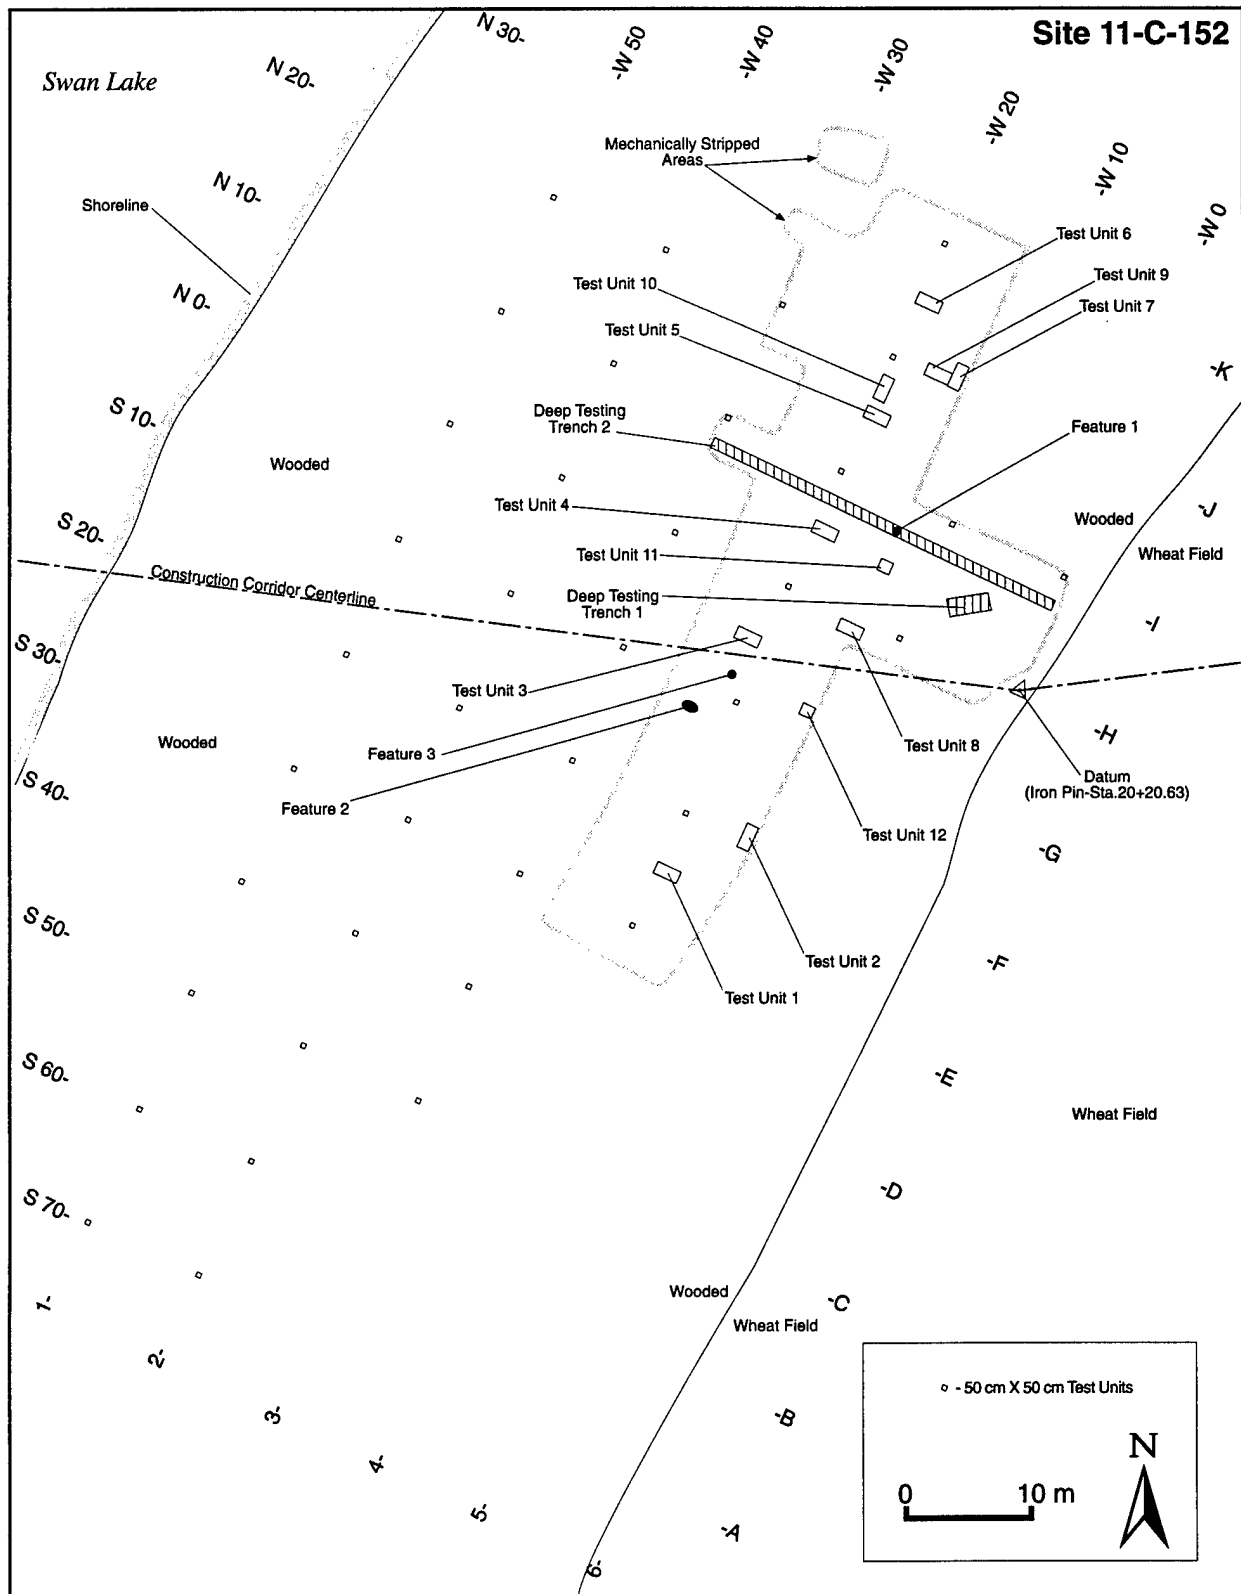 Site 11-C-152
Swan Lake
N 30-
N 20-
N 10-
N 0-
S 10-
S 20-
S 30-
S 40-
S 50-
S 60-
S 70-
-W 50
-W 40
-W 30
-W 20
-W 10
-W 0
Mechanically Stripped
Areas
Shoreline
Test Unit 6
Test Unit 9
Test Unit 7
Test Unit 10
Test Unit 5
Deep Testing
Trench 2
Feature 1
Wooded
Test Unit 4
Test Unit 11
Deep Testing
Trench 1
Wooded
Wheat Field
Construction Corridor Centerline
Test Unit 3
Feature 3
Feature 2
Wooded
Test Unit 8
Datum
(Iron Pin-Sta.20+20.63)
Test Unit 12
Test Unit 2
Test Unit 1
Wheat Field
Wooded
Wheat Field
-K
-J
-I
-H
-G
-F
-E
-D
-C
-B
-A
1-
2-
3-
4-
5-
6-
- 50 cm X 50 cm Test Units
N
0 10 m